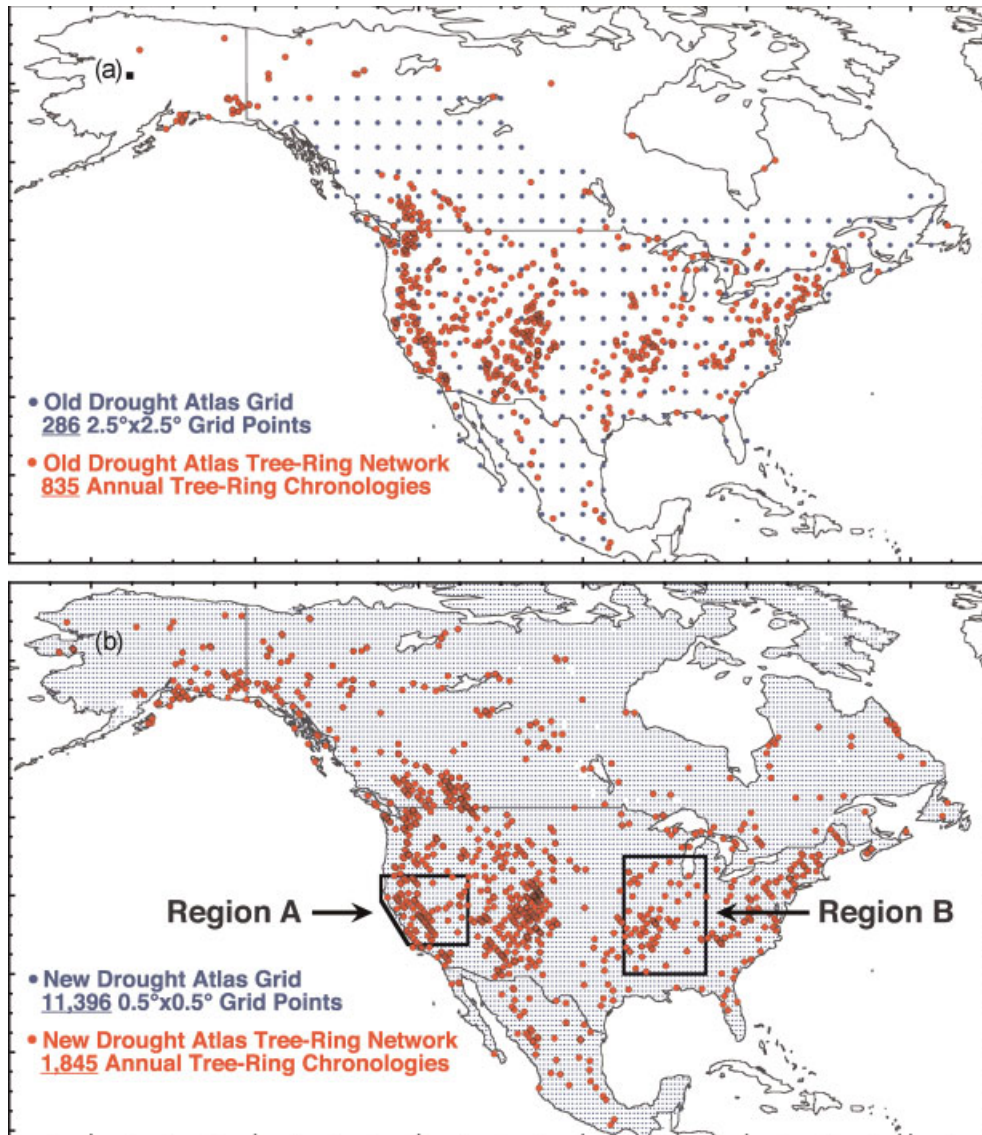 (a)
• Old Drought Atlas Grid
286 2.5°x2.5° Grid Points
• Old Drought Atlas Tree-Ring Network
835 Annual Tree-Ring Chronologies
(b)
Region A
Region B
• New Drought Atlas Grid
11,396 0.5°x0.5° Grid Points
• New Drought Atlas Tree-Ring Network
1,845 Annual Tree-Ring Chronologies